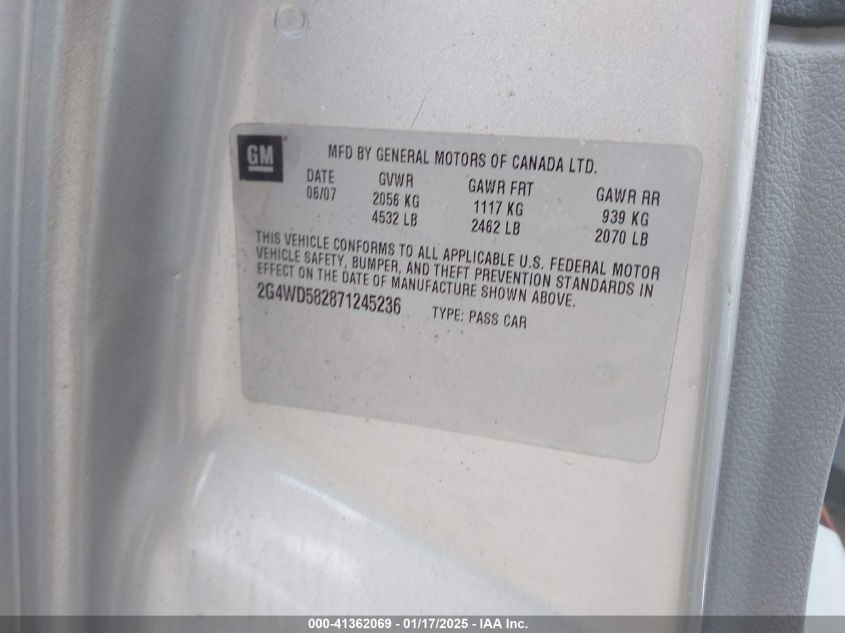 GM
MFD BY GENERAL MOTORS OF CANADA LTD.
DATE GVWR GAWR FRT GAWR RR
06/07 2056 KG 1117 KG 939 KG
4532 LB 2462 LB 2070 LB
THIS VEHICLE CONFORMS TO ALL APPLICABLE U.S. FEDERAL MOTOR
VEHICLE SAFETY, BUMPER, AND THEFT PREVENTION STANDARDS IN
EFFECT ON THE DATE OF MANUFACTURE SHOWN ABOVE.
2G4WD582871245236 TYPE: PASS CAR
000-41362069 - 01/17/2025 - IAA Inc.